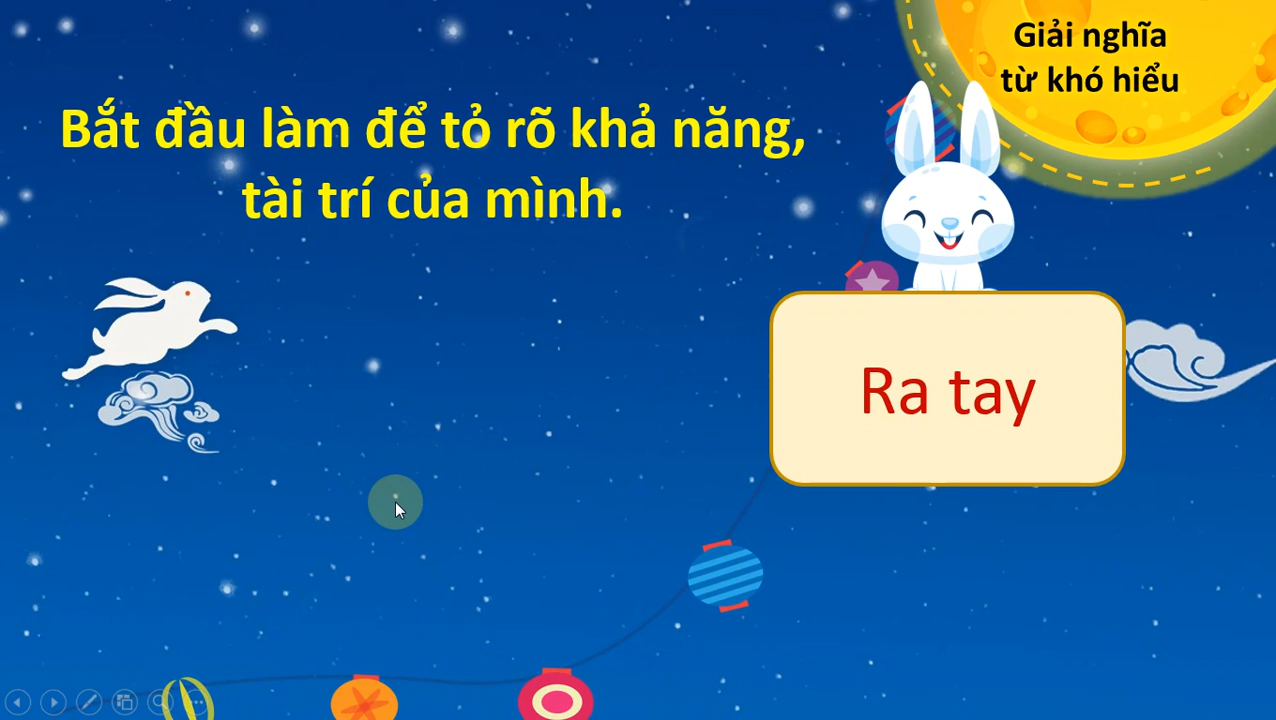 Giải nghĩa
từ khó hiểu
Bắt đầu làm để tỏ rõ khả năng,
tài trí của mình.
Ra tay